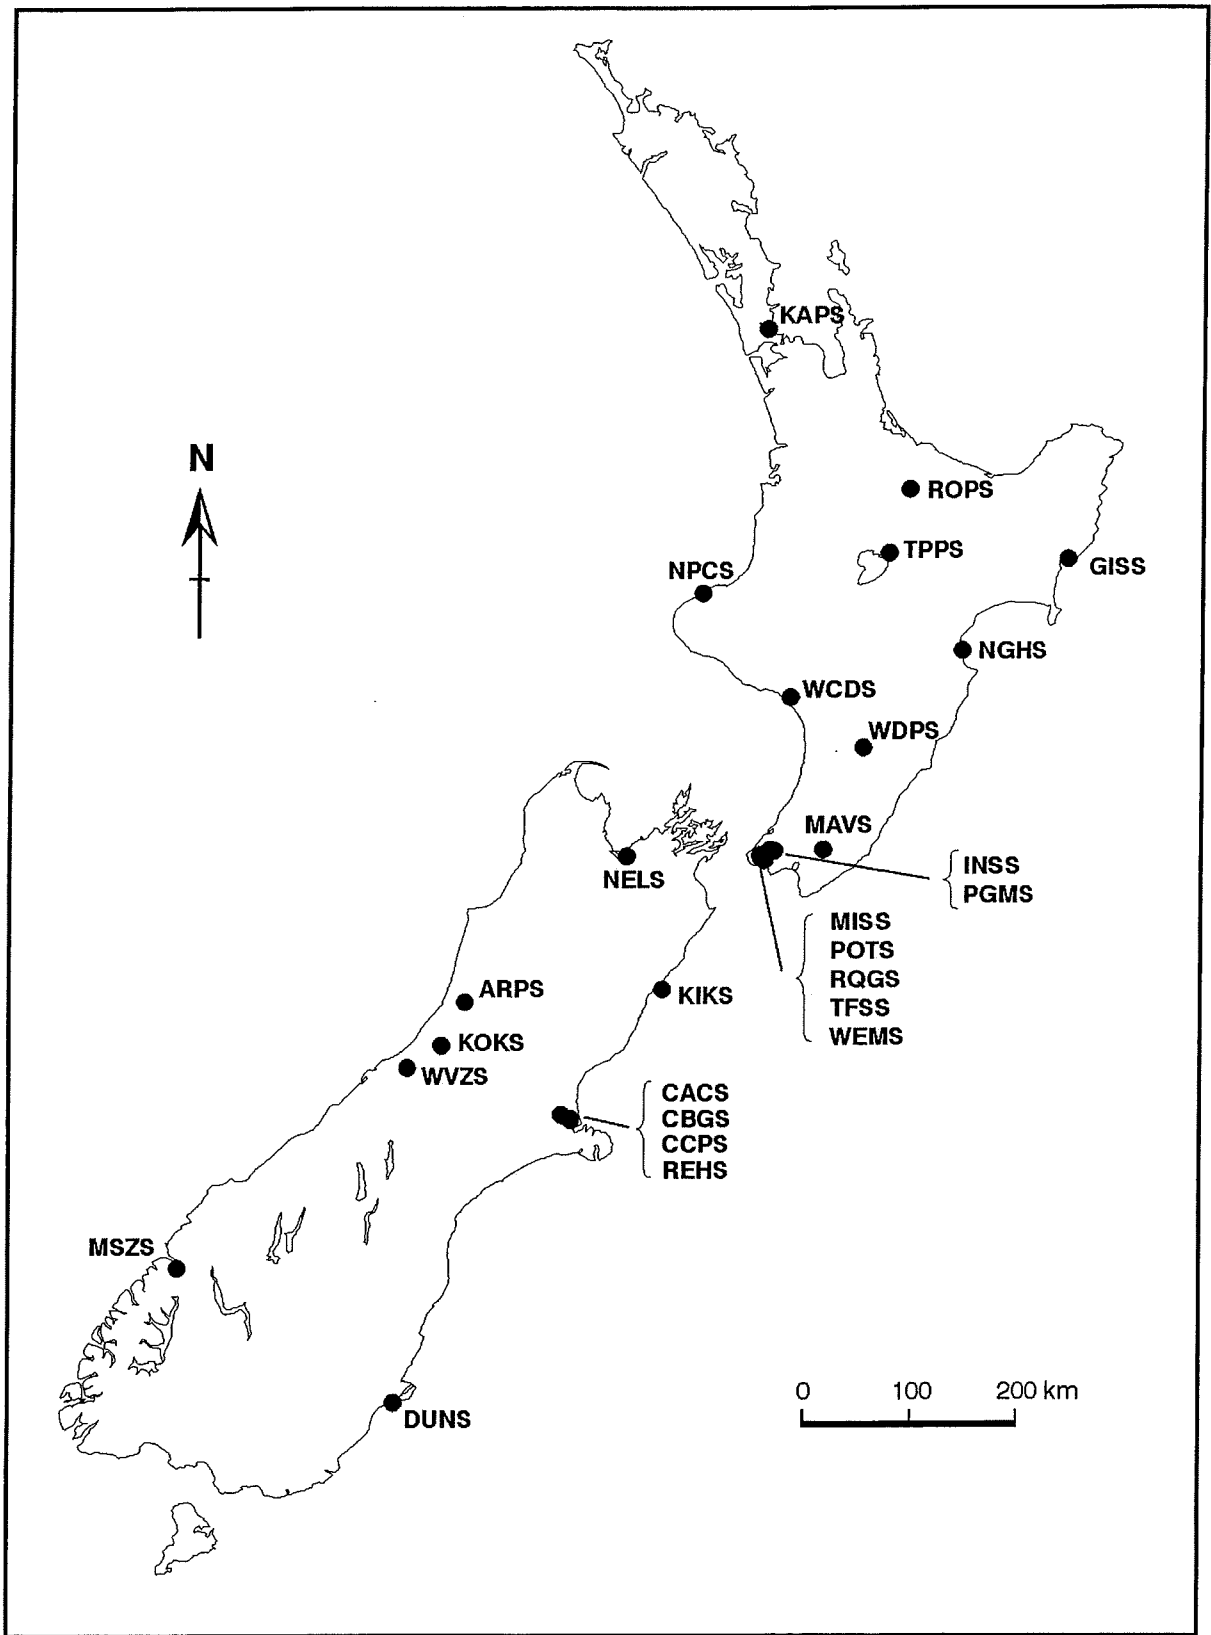 KAPS
N
ROPS
TPPS
GISS
NPCS
NGHS
WCDS
WDPS
MAVS
INSS
PGMS
NELS
MISS
POTS
RQGS
TFSS
WEMS
ARPS
KIKS
KOKS
WVZS
CACS
CBGS
CCPS
REHS
MSZS
0 100 200 km
DUNS